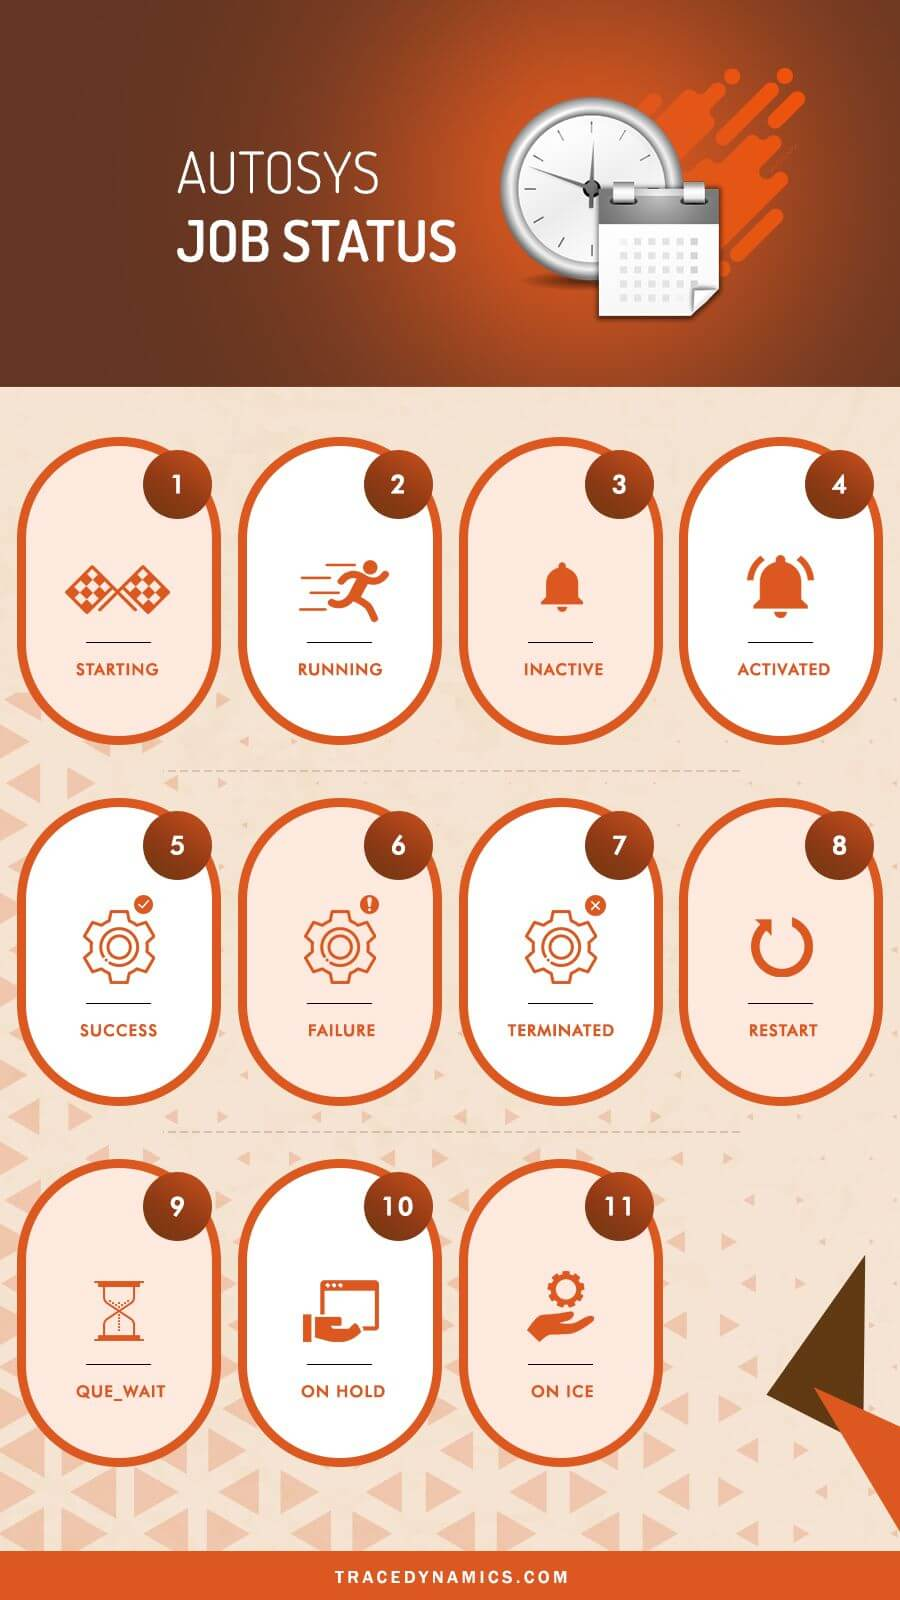 AUTOSYS
JOB STATUS
1
2
3
4
STARTING
RUNNING
INACTIVE
ACTIVATED
5
6
7
8
SUCCESS
FAILURE
TERMINATED
RESTART
9
10
11
QUE_WAIT
ON HOLD
ON ICE
TRACEDYNAMICS.COM